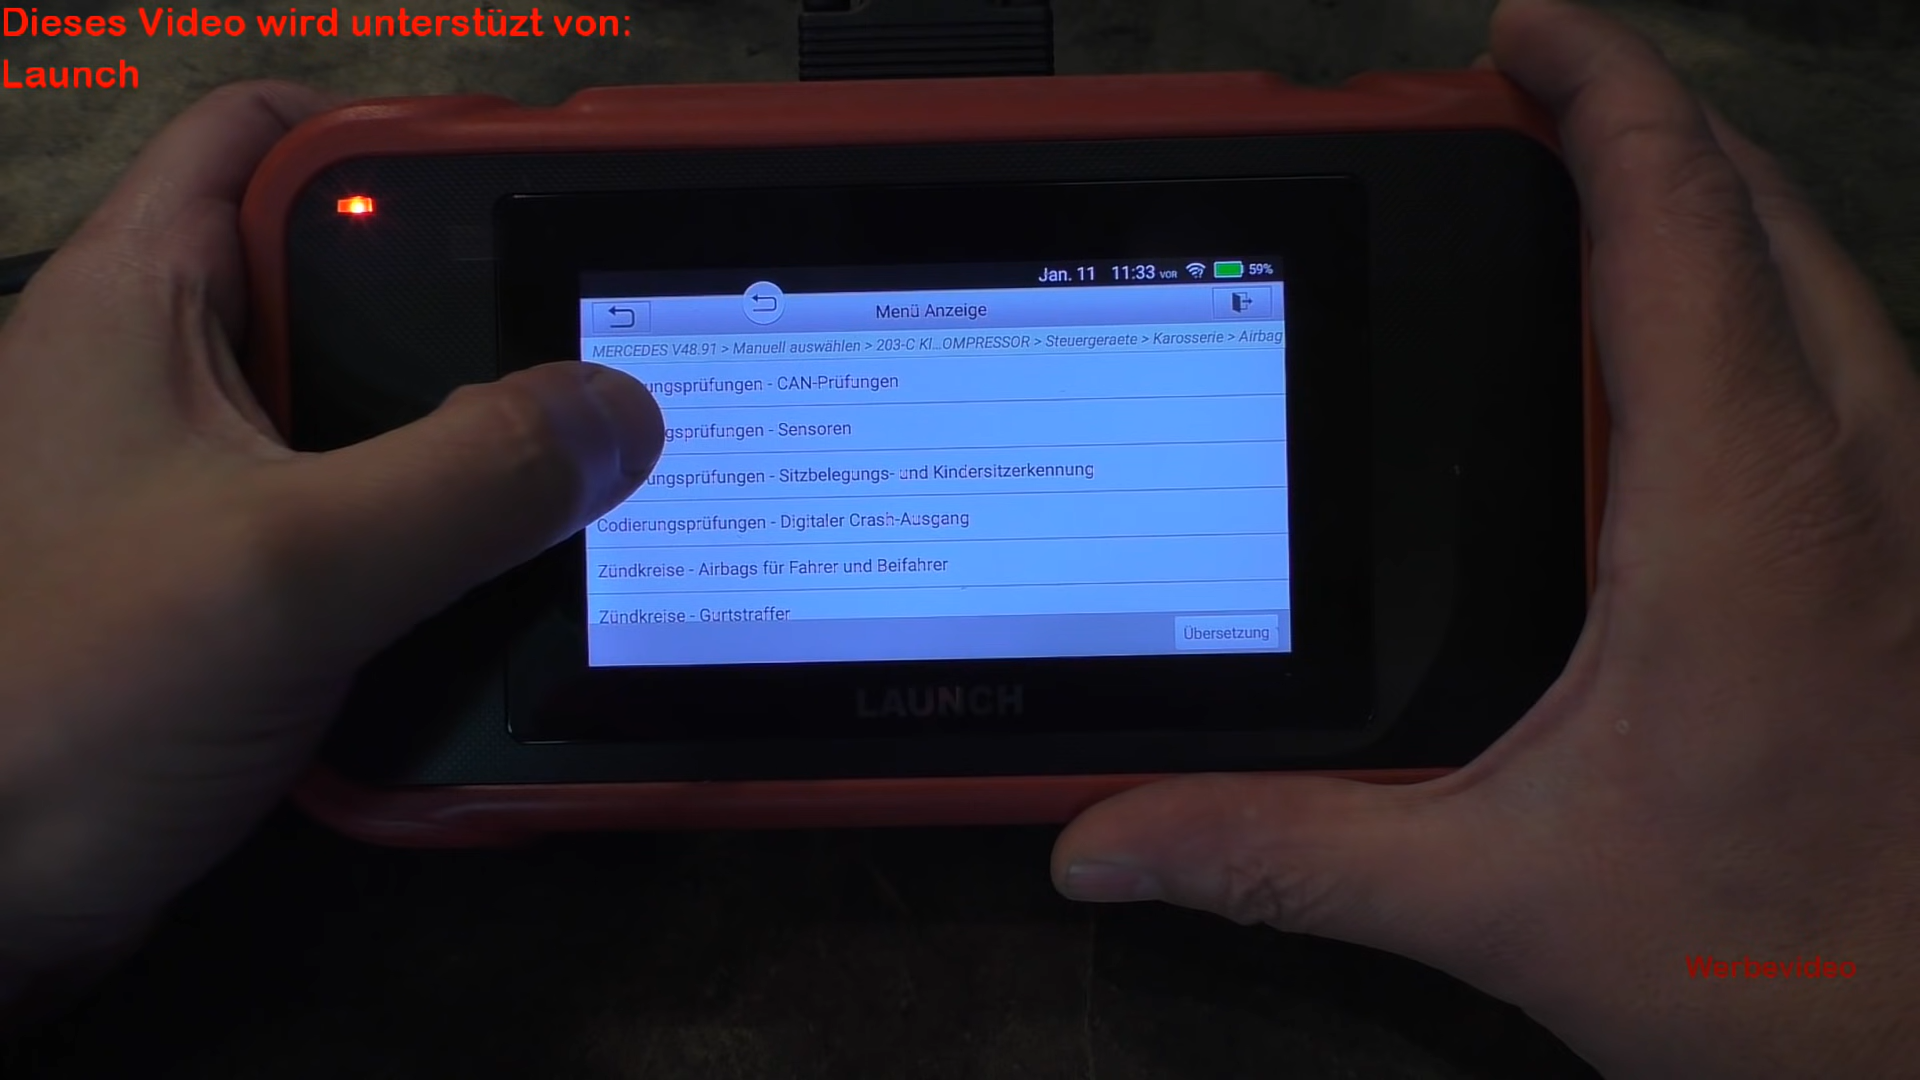 Dieses Video wird unterstüzt von:
Launch
Jan. 11 11:33 VOR 59%
Menü Anzeige
MERCEDES V48.91 > Manuell auswählen > 203-C Kl...OMPRESSOR > Steuergeraete > Karosserie > Airbag
ungsprüfungen - CAN-Prüfungen
gsprüfungen - Sensoren
ungsprüfungen - Sitzbelegungs- und Kindersitzerkennung
Codierungsprüfungen - Digitaler Crash-Ausgang
Zündkreise - Airbags für Fahrer und Beifahrer
Zündkreise - Gurtstraffer
Übersetzung
LAUNCH
Werbevideo